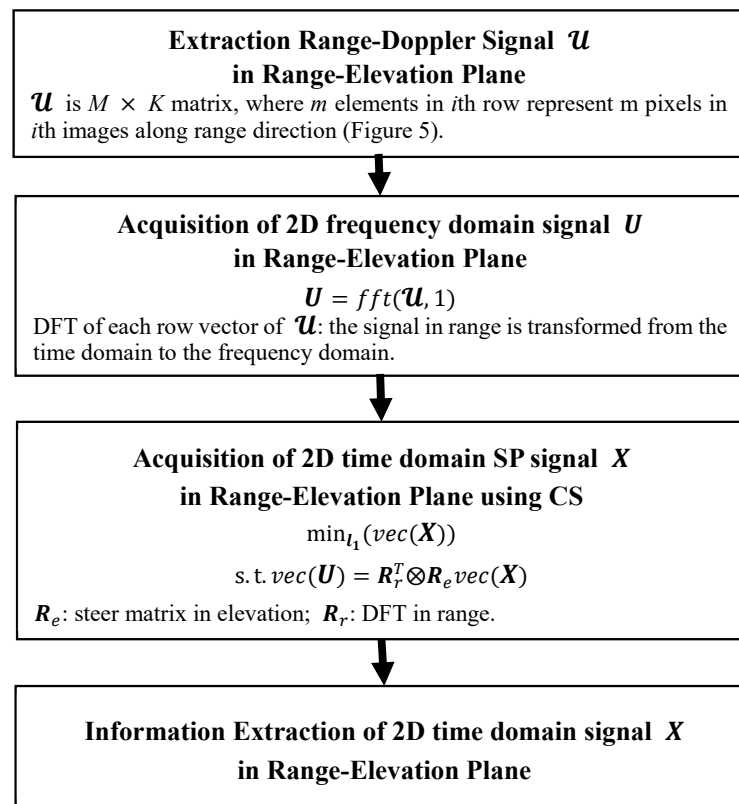 Extraction Range-Doppler Signal 𝓤
in Range-Elevation Plane
𝓤 is M × K matrix, where m elements in ith row represent m pixels in
ith images along range direction (Figure 5).
Acquisition of 2D frequency domain signal U
in Range-Elevation Plane
U = fft(𝓤, 1)
DFT of each row vector of 𝓤: the signal in range is transformed from the
time domain to the frequency domain.
Acquisition of 2D time domain SP signal X
in Range-Elevation Plane using CS
min_{l_1}(vec(X))
s.t. vec(U) = R_r^T⊗R_e vec(X)
R_e: steer matrix in elevation; R_r: DFT in range.
Information Extraction of 2D time domain signal X
in Range-Elevation Plane